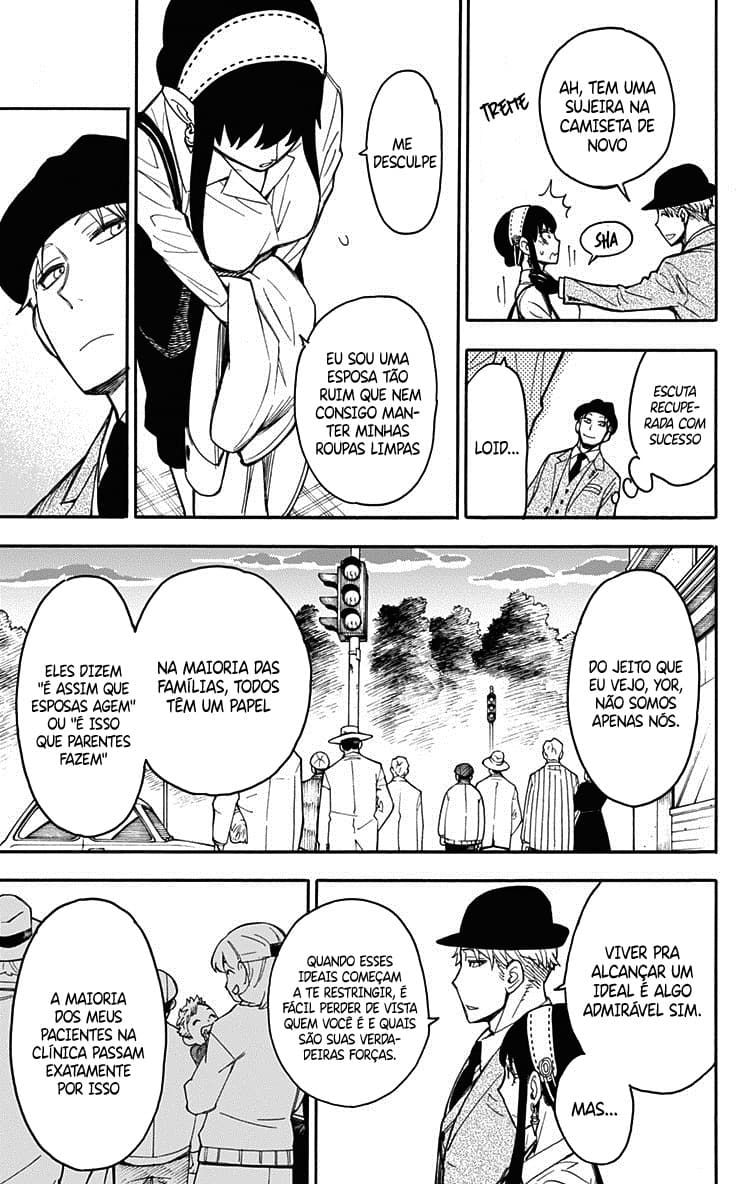 AH, TEM UMA
SUJEIRA NA
CAMISETA DE
NOVO
TREME
SHA
ESCUTA
RECUPE-
RADA COM
SUCESSO
LOID...
ME
DESCULPE
EU SOU UMA
ESPOSA TÃO
RUIM QUE NEM
CONSIGO MAN-
TER MINHAS
ROUPAS LIMPAS
DO JEITO QUE
EU VEJO, YOR,
NÃO SOMOS
APENAS NÓS.
NA MAIORIA DAS
FAMÍLIAS, TODOS
TÊM UM PAPEL
ELES DIZEM
"É ASSIM QUE
ESPOSAS AGEM"
OU "É ISSO
QUE PARENTES
FAZEM"
VIVER PRA
ALCANÇAR UM
IDEAL É ALGO
ADMIRÁVEL SIM.
MAS...
QUANDO ESSES
IDEAIS COMEÇAM
A TE RESTRINGIR, É
FÁCIL PERDER DE VISTA
QUEM VOCÊ É E QUAIS
SÃO SUAS VERDA-
DEIRAS FORÇAS.
A MAIORIA
DOS MEUS
PACIENTES NA
CLÍNICA PASSAM
EXATAMENTE
POR ISSO